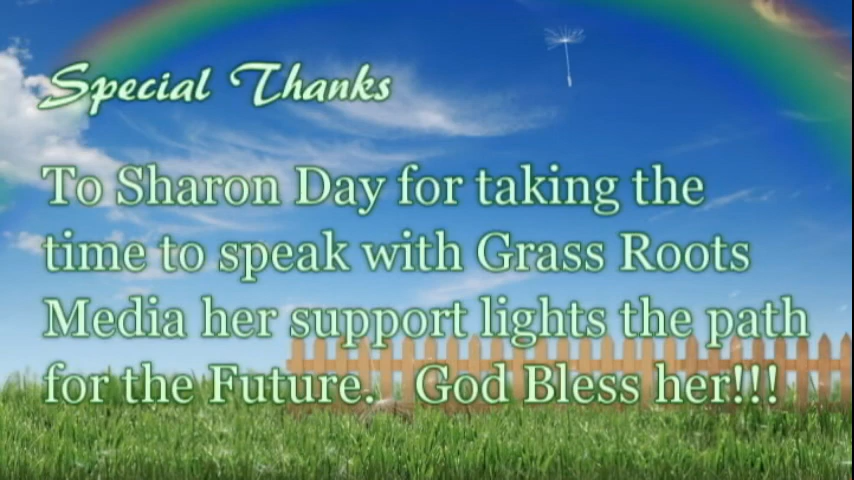 Special Thanks
To Sharon Day for taking the
time to speak with Grass Roots
Media her support lights the path
for the Future.   God Bless her!!!